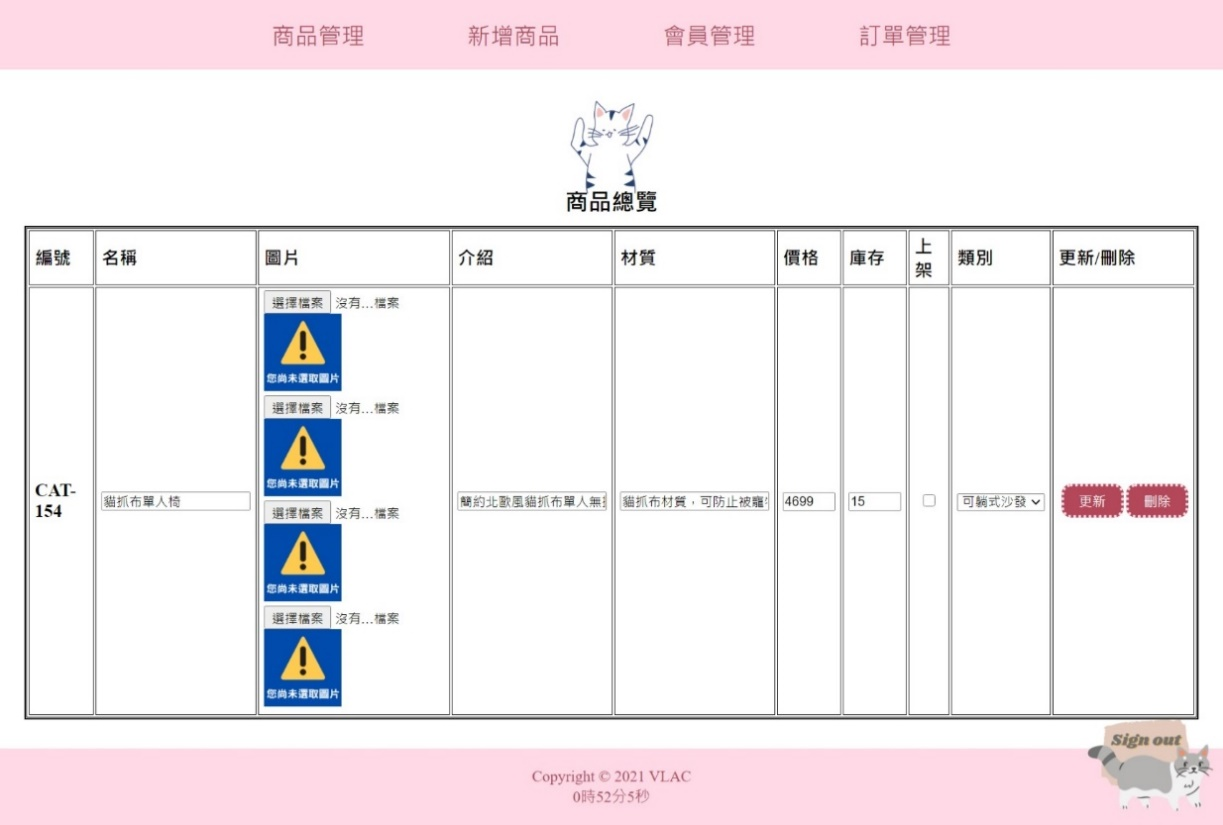 商品管理 新增商品 會員管理 訂單管理
商品總覽
編號 名稱 圖片 介紹 材質 價格 庫存 上架 類別 更新/刪除
選擇檔案 沒有...檔案
您尚未選取圖片
選擇檔案 沒有...檔案
您尚未選取圖片
CAT-154 貓抓布單人椅 簡約北歐風貓抓布單人無 貓抓布材質，可防止被寵 4699 15 可躺式沙發 更新 刪除
選擇檔案 沒有...檔案
您尚未選取圖片
選擇檔案 沒有...檔案
您尚未選取圖片
Sign out
Copyright © 2021 VLAC
0時52分5秒